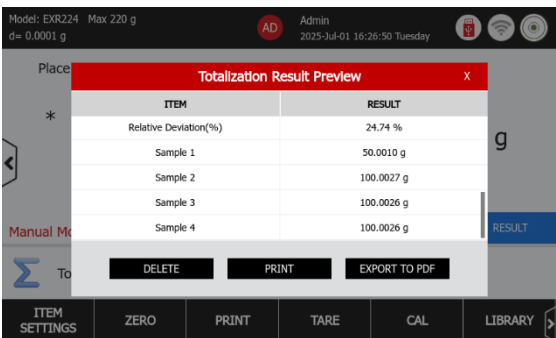 Model: EXR224 Max 220 g
d= 0.0001 g
AD
Admin
2025-Jul-01 16:26:50 Tuesday
Place
Totalization Result Preview X
ITEM RESULT
Relative Deviation(%) 24.74 %
Sample 1 50.0010 g
Sample 2 100.0027 g
Sample 3 100.0026 g
Sample 4 100.0026 g
*
g
Manual Mo
RESULT
DELETE PRINT EXPORT TO PDF
Σ To
ITEM SETTINGS ZERO PRINT TARE CAL LIBRARY